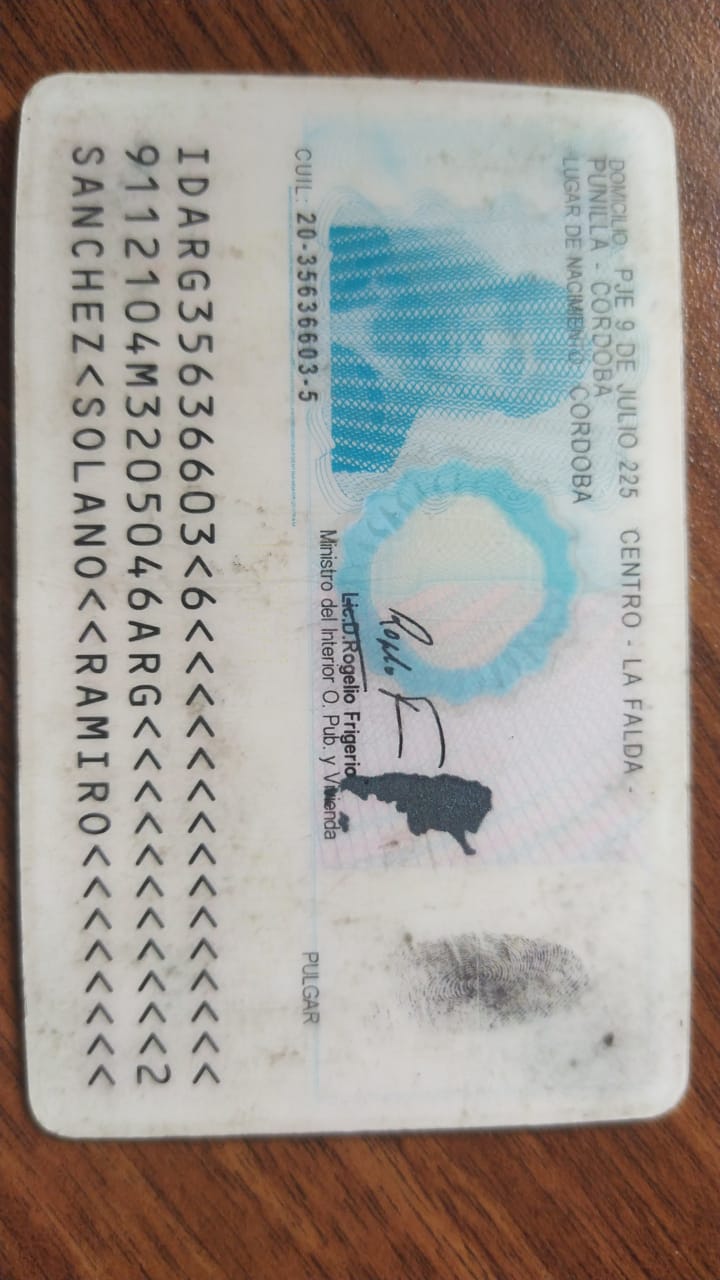 DOMICILIO: PJE 9 DE JULIO 225 CENTRO - LA FALDA -
PUNILLA - CORDOBA
LUGAR DE NACIMIENTO: CORDOBA
Lic.D.Rogelio Frigerio
Ministro del Interior O. Pub. y Vivienda
CUIL: 20-35636603-5
PULGAR
IDARG35636603<6<<<<<<<<<<<<<<<
9112104M3205046ARG<<<<<<<<<<<2
SANCHEZ<SOLANO<<RAMIRO<<<<<<<<